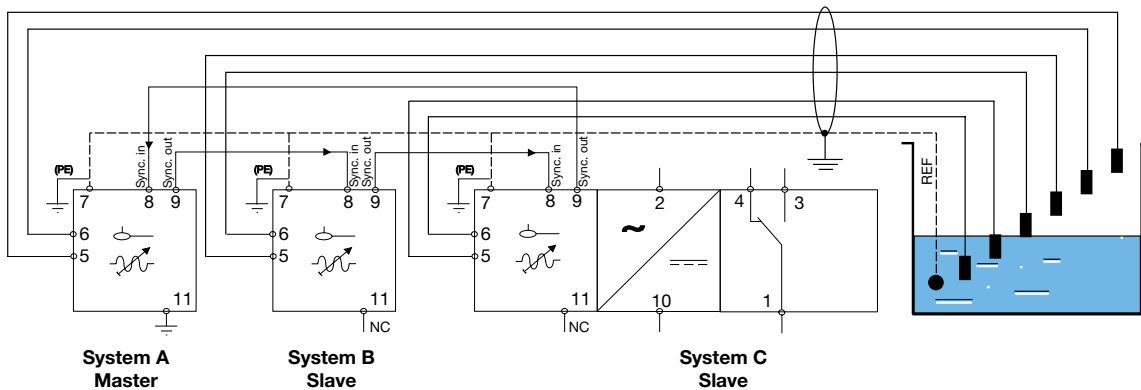 (PE)
Sync. in
Sync. out
7
8
9
6
5
11
(PE)
Sync. in
Sync. out
7
8
9
6
5
11
NC
(PE)
Sync. in
Sync. out
7
8
9
6
5
11
NC
2
~
10
4
3
1
REF
System A
Master
System B
Slave
System C
Slave